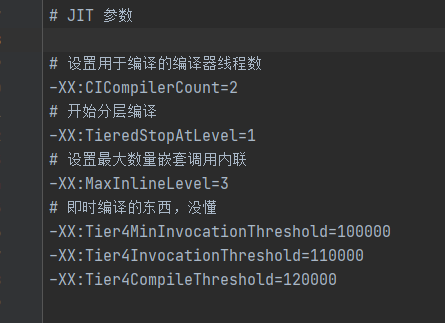 # JIT 参数
# 设置用于编译的编译器线程数
-XX:CICompilerCount=2
# 开始分层编译
-XX:TieredStopAtLevel=1
# 设置最大数量嵌套调用内联
-XX:MaxInlineLevel=3
# 即时编译的东西，没懂
-XX:Tier4MinInvocationThreshold=100000
-XX:Tier4InvocationThreshold=110000
-XX:Tier4CompileThreshold=120000